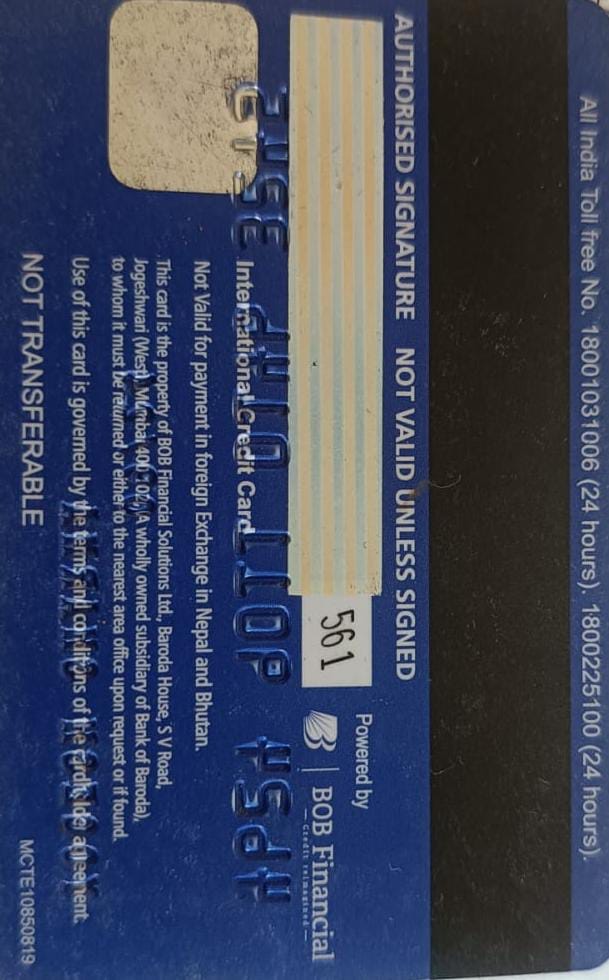 All India Toll free No. 18001031006 (24 hours). 1800225100 (24 hours).
AUTHORISED SIGNATURE NOT VALID UNLESS SIGNED
561
Powered by
BOB Financial
Credit reimagined
International Credit Card
Not Valid for payment in foreign Exchange in Nepal and Bhutan.
This card is the property of BOB Financial Solutions Ltd., Baroda House, S V Road,
Jogeshwari (West), Mumbai (A wholly owned subsidiary of Bank of Baroda),
to whom it must be returned or either to the nearest area office upon request or if found.
Use of this card is governed by the terms and conditions of the agreement.
NOT TRANSFERABLE
MCTE10850819